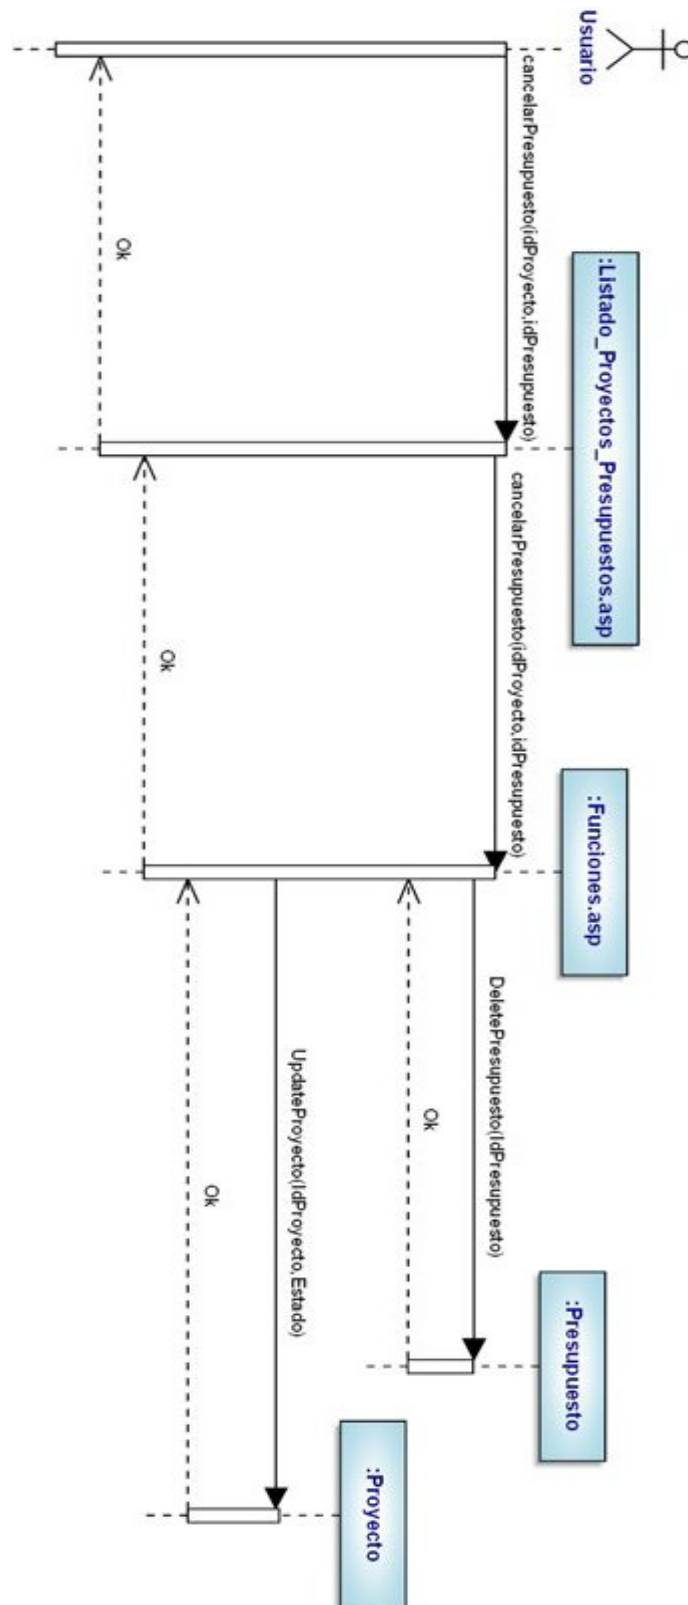 Usuario
:Listado_Proyectos_Presupuestos.asp
:Funciones.asp
:Presupuesto
:Proyecto
cancelarPresupuesto(idProyecto,idPresupuesto)
cancelarPresupuesto(idProyecto,idPresupuesto)
DeletePresupuesto(IdPresupuesto)
Ok
UpdateProyecto(IdProyecto,Estado)
Ok
Ok
Ok